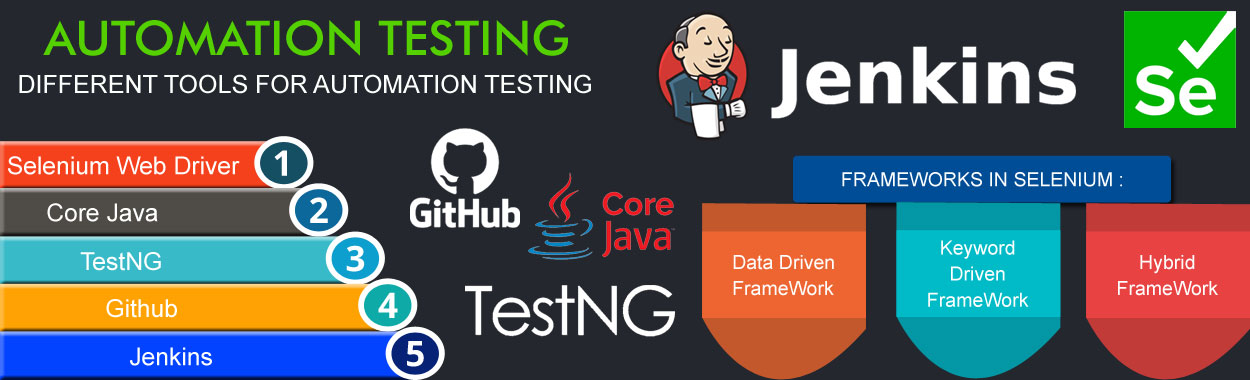 AUTOMATION TESTING
DIFFERENT TOOLS FOR AUTOMATION TESTING
Jenkins
Se
Selenium Web Driver 1
Core Java 2
TestNG 3
Github 4
Jenkins 5
GitHub
Core
Java™
TestNG
FRAMEWORKS IN SELENIUM :
Data Driven
FrameWork
Keyword
Driven
FrameWork
Hybrid
FrameWork